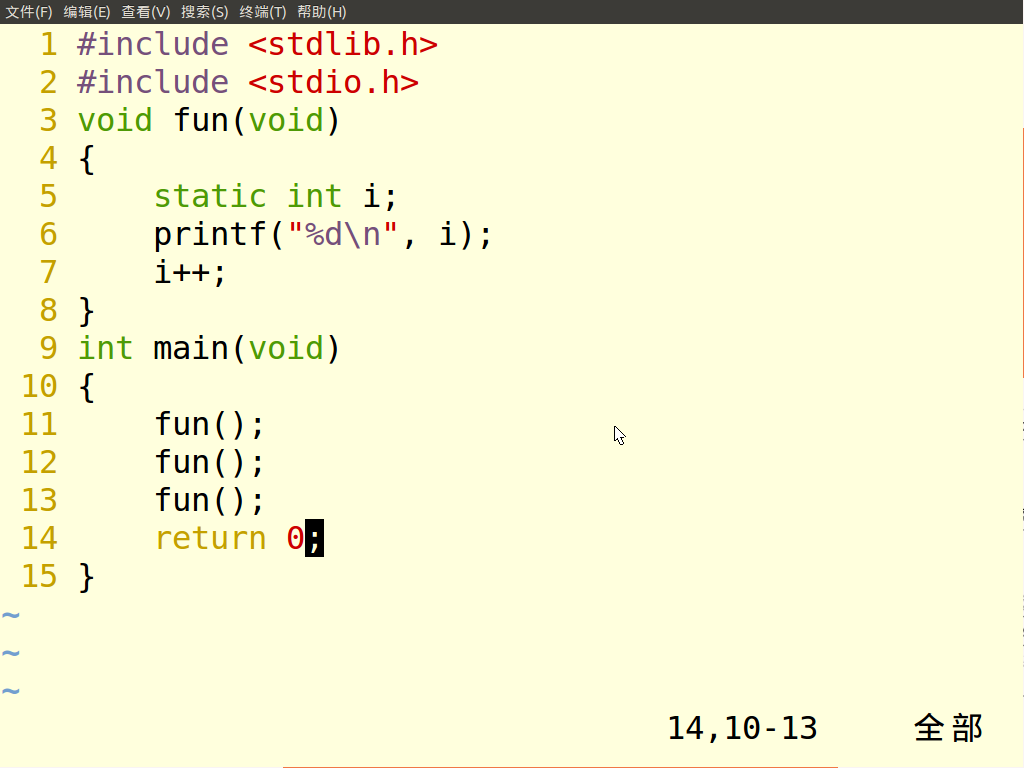 文件(F) 编辑(E) 查看(V) 搜索(S) 终端(T) 帮助(H)
1 #include <stdlib.h>
2 #include <stdio.h>
3 void fun(void)
4 {
5     static int i;
6     printf("%d\n", i);
7     i++;
8 }
9 int main(void)
10 {
11     fun();
12     fun();
13     fun();
14     return 0;
15 }
~
~
~
14,10-13 全部